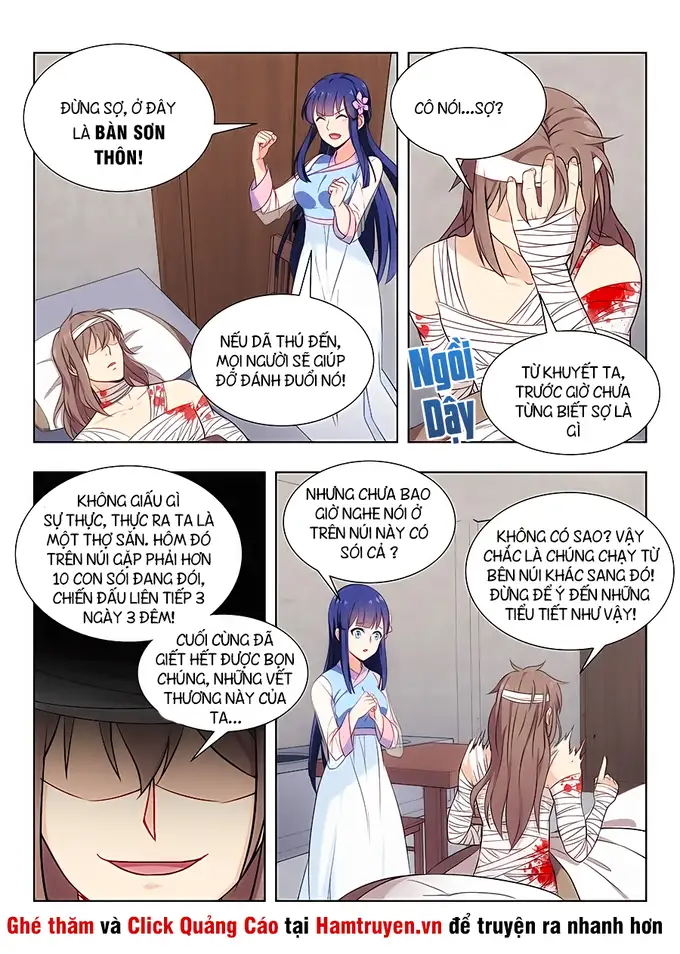 ĐỪNG SỢ, Ở ĐÂY
LÀ BÀN SƠN
THÔN!
CÔ NÓI...SỢ?
NẾU DÃ THÚ ĐẾN,
MỌI NGƯỜI SẼ GIÚP
ĐỠ ĐÁNH ĐUỔI NÓ!
Ngồi
Dậy
TỪ KHUYẾT TA,
TRƯỚC GIỜ CHƯA
TỪNG BIẾT SỢ LÀ
GÌ
KHÔNG GIẤU GÌ
SỰ THỰC, THỰC RA TA LÀ
MỘT THỢ SĂN. HÔM ĐÓ
TRÊN NÚI GẶP PHẢI HƠN
10 CON SÓI ĐANG ĐÓI,
CHIẾN ĐẤU LIÊN TIẾP 3
NGÀY 3 ĐÊM!
CUỐI CÙNG ĐÃ
GIẾT HẾT ĐƯỢC BỌN
CHÚNG, NHỮNG VẾT
THƯƠNG NÀY CỦA
TA...
NHƯNG CHƯA BAO
GIỜ NGHE NÓI Ở
TRÊN NÚI NÀY CÓ
SÓI CẢ ?
KHÔNG CÓ SAO? VẬY
CHẮC LÀ CHÚNG CHẠY TỪ
BÊN NÚI KHÁC SANG ĐÓ!
ĐỪNG ĐỂ Ý ĐẾN NHỮNG
TIỂU TIẾT NHƯ VẬY!
Ghé thăm và Click Quảng Cáo tại Hamtruyen.vn để truyện ra nhanh hơn